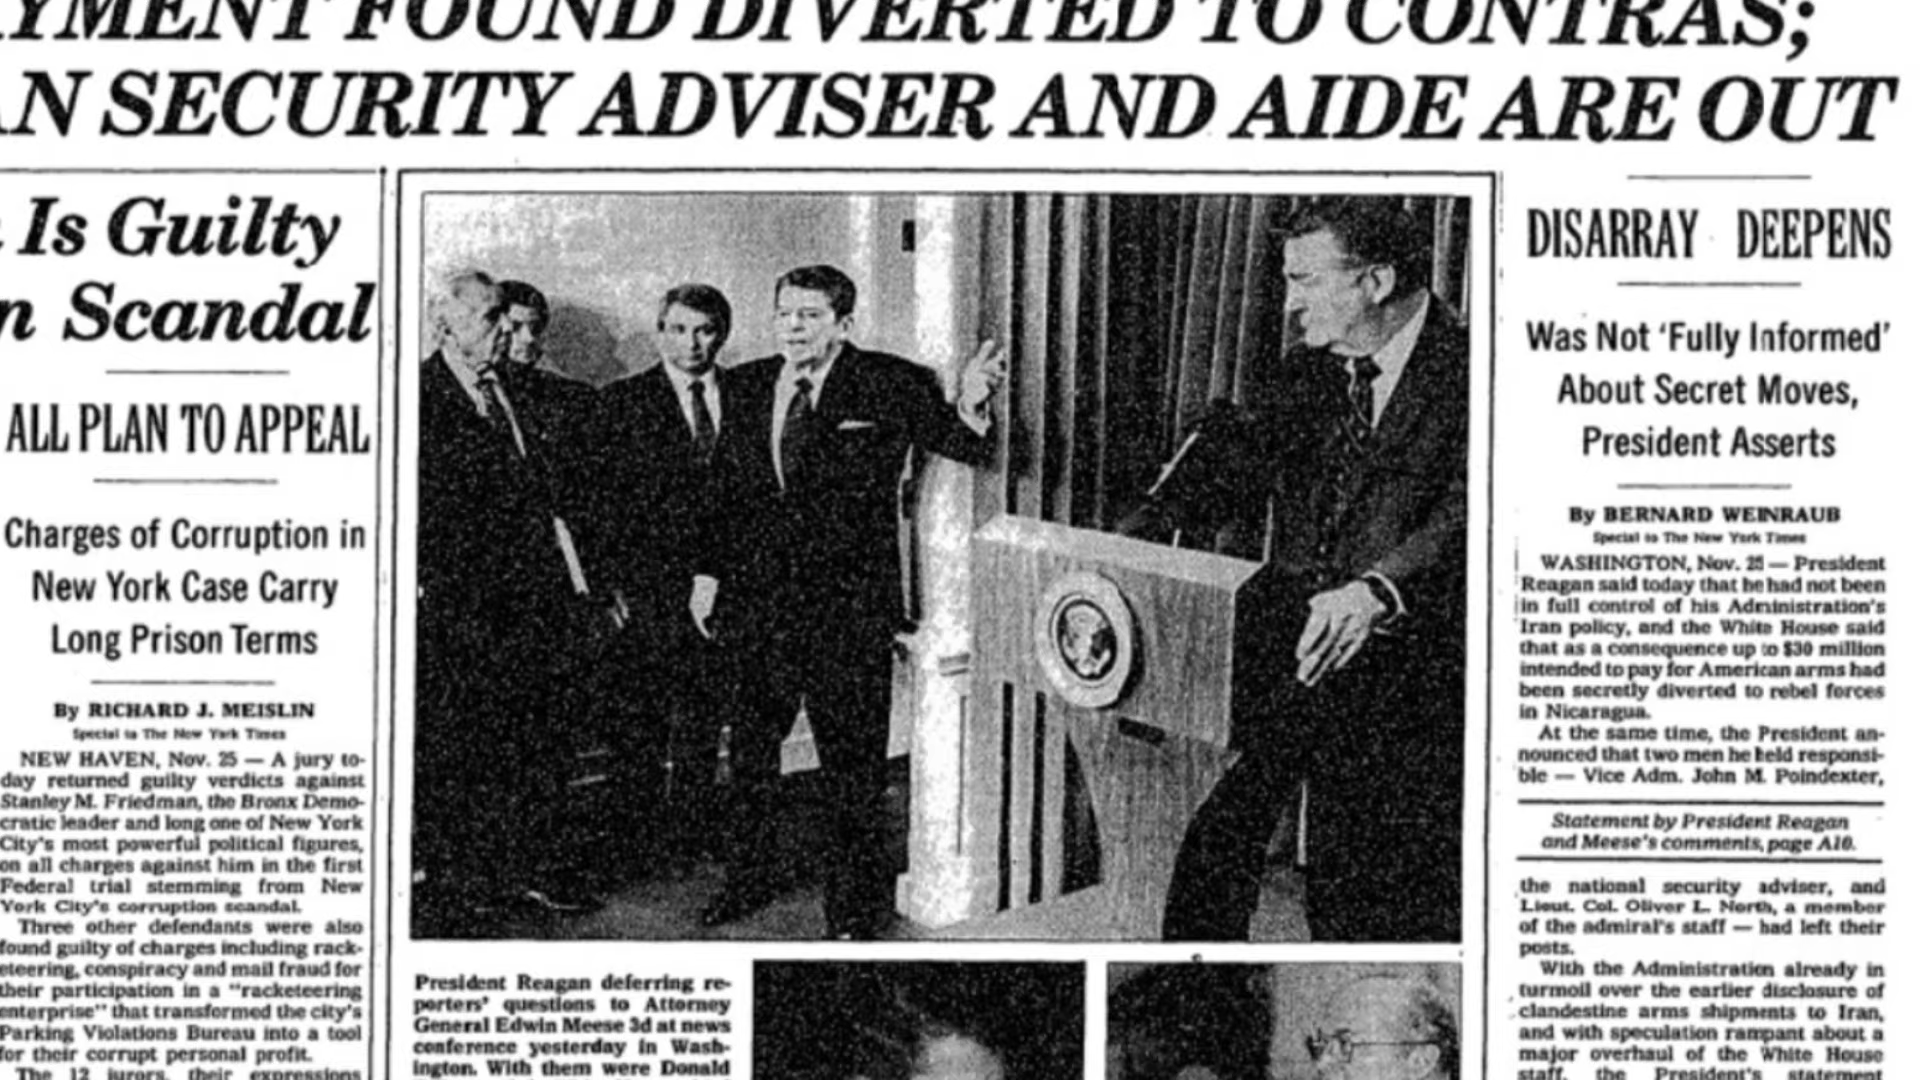 YMENT FOUND DIVERTED TO CONTRAS;
AN SECURITY ADVISER AND AIDE ARE OUT
Is Guilty
n Scandal
ALL PLAN TO APPEAL
Charges of Corruption in
New York Case Carry
Long Prison Terms
By RICHARD J. MEISLIN
Special to The New York Times
NEW HAVEN, Nov. 25 — A jury to-
day returned guilty verdicts against
Stanley M. Friedman, the Bronx Demo-
cratic leader and long one of New York
City's most powerful political figures,
on all charges against him in the first
Federal trial stemming from New
York City's corruption scandal.
Three other defendants were also
found guilty of charges including rack-
eteering, conspiracy and mail fraud for
their participation in a "racketeering
enterprise" that transformed the city's
Parking Violations Bureau into a tool
for their corrupt personal profit.
The 12 jurors, their expressions
President Reagan deferring re-
porters' questions to Attorney
General Edwin Meese 3d at news
conference yesterday in Wash-
ington. With them were Donald
DISARRAY DEEPENS
Was Not 'Fully Informed'
About Secret Moves,
President Asserts
By BERNARD WEINRAUB
Special to The New York Times
WASHINGTON, Nov. 25 — President
Reagan said today that he had not been
in full control of his Administration's
Iran policy, and the White House said
that as a consequence up to $30 million
intended to pay for American arms had
been secretly diverted to rebel forces
in Nicaragua.
At the same time, the President an-
nounced that two men he held responsi-
ble — Vice Adm. John M. Poindexter,
Statement by President Reagan
and Meese's comments, page A10.
the national security adviser, and
Lieut. Col. Oliver L. North, a member
of the admiral's staff — had left their
posts.
With the Administration already in
turmoil over the earlier disclosure of
clandestine arms shipments to Iran,
and with speculation rampant about a
major overhaul of the White House
staff, the President's statement